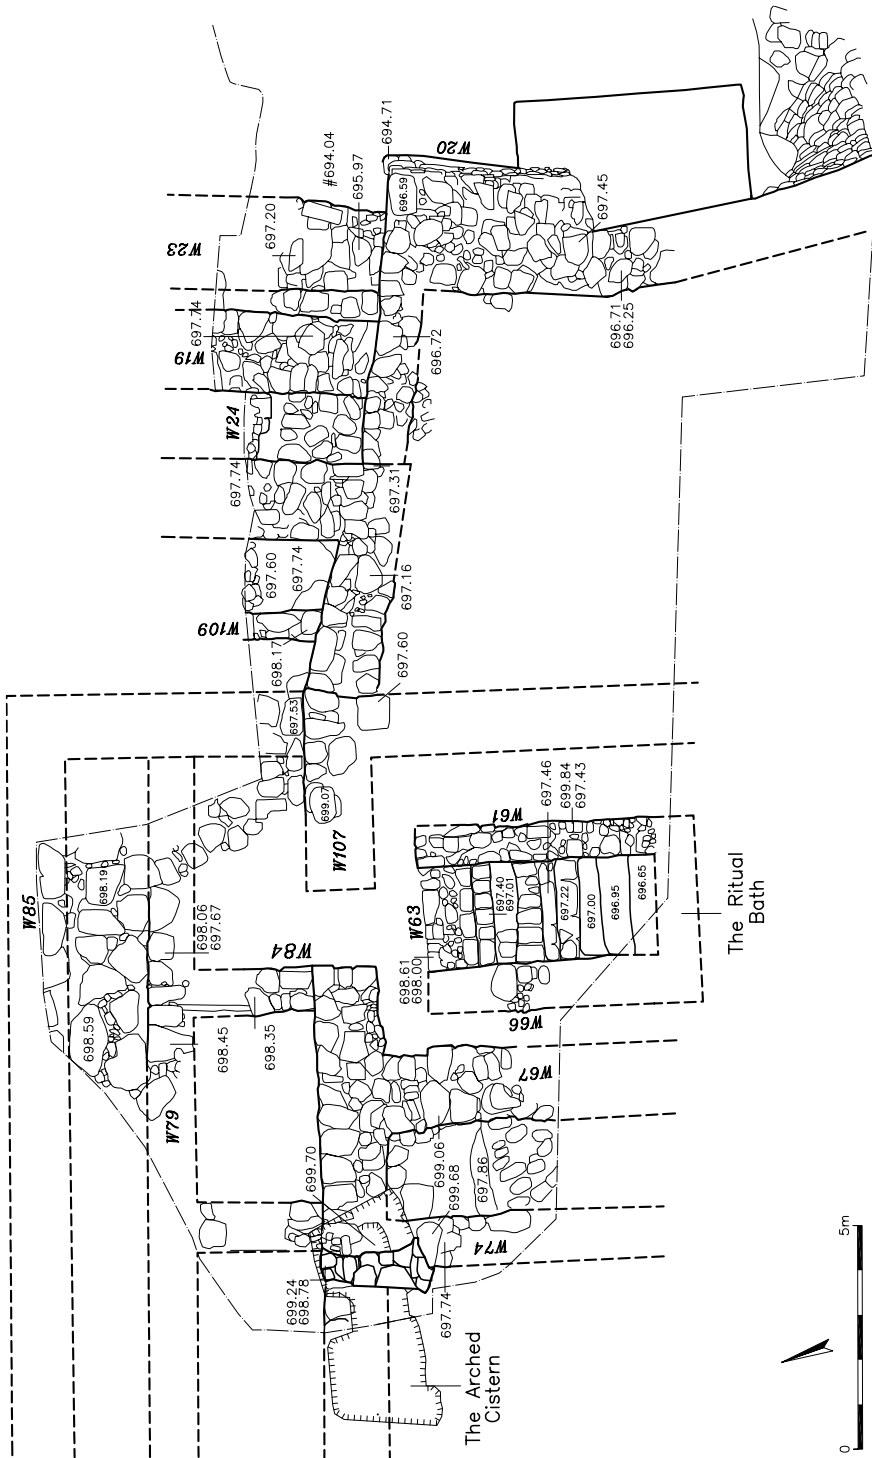 694.71
W20
#694.04
695.97
696.59
697.20
W23
697.45
697.74
W19
696.72
696.71
696.25
W24
697.74
697.31
697.60
697.74
697.16
W109
698.17
697.60
697.53
699.07
W107
W85
698.19
698.06
697.67
W84
698.59
698.45
698.35
W79
W61
697.46
699.84
697.43
W63
697.40
697.01
697.22
697.00
696.95
696.65
698.61
698.00
W66
The Ritual
Bath
W67
699.70
699.06
699.68
697.86
W74
699.24
698.78
697.74
The Arched
Cistern
0
5m